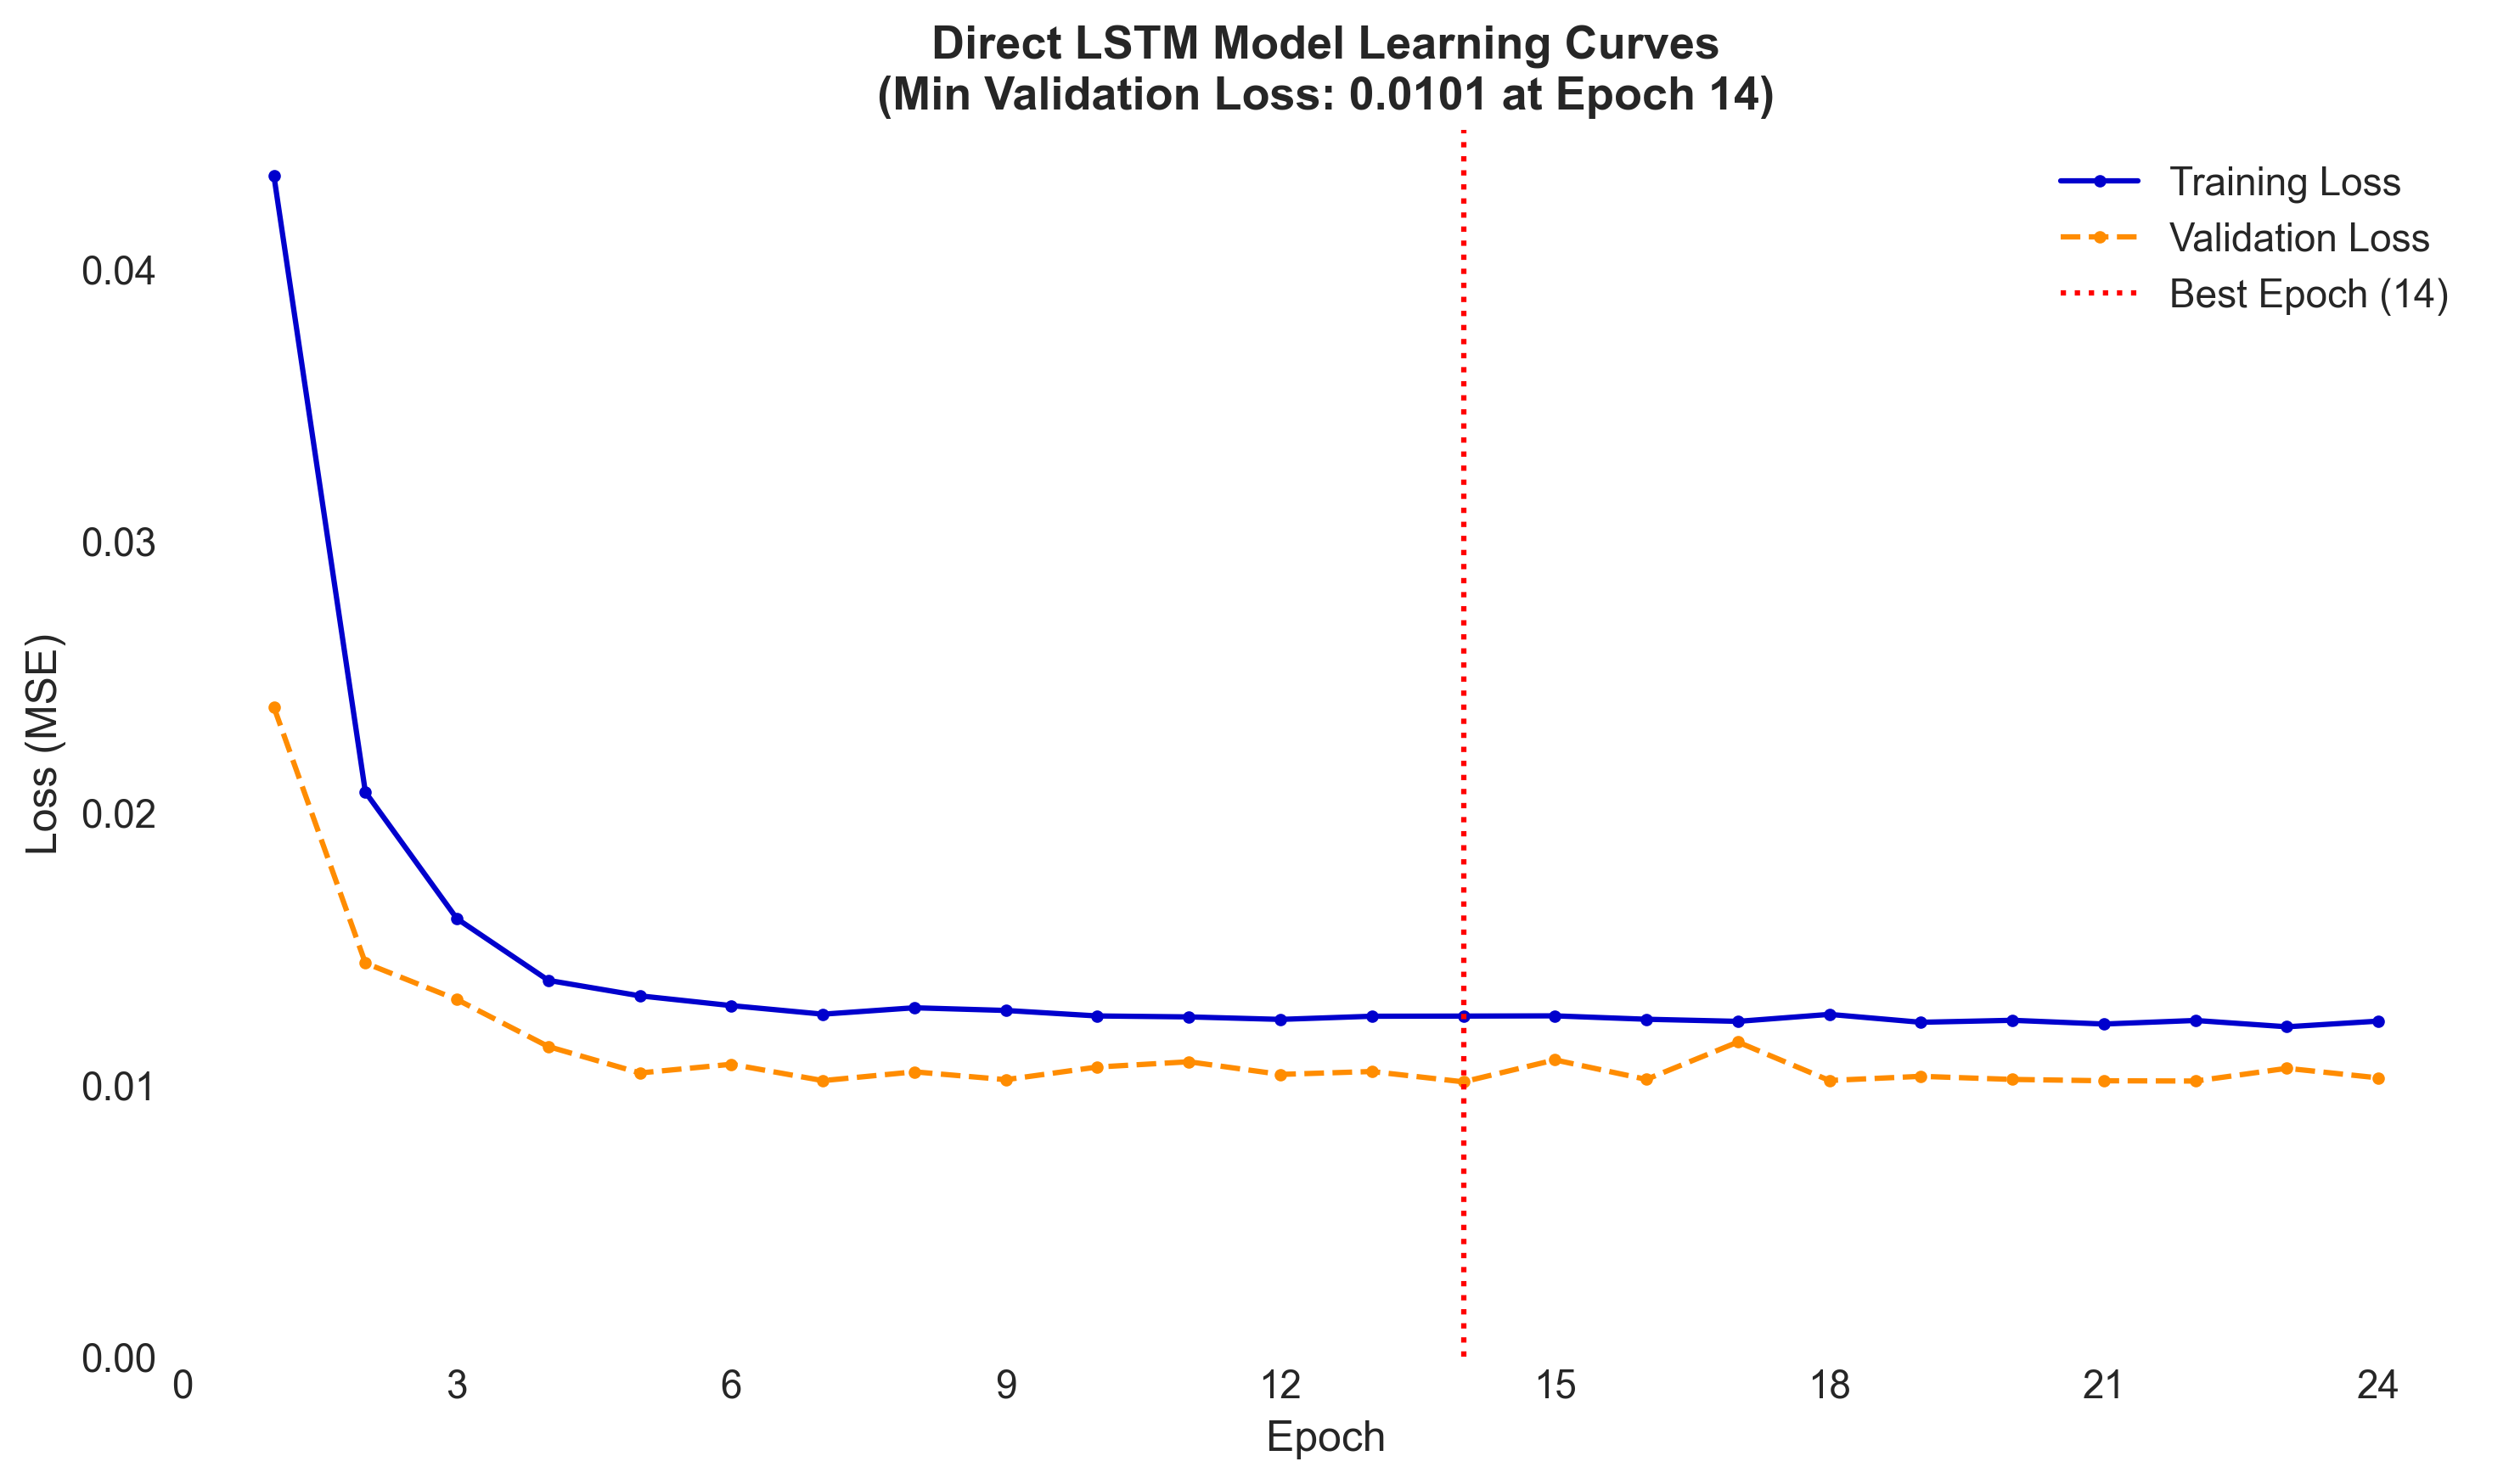 Direct LSTM Model Learning Curves
(Min Validation Loss: 0.0101 at Epoch 14)
Training Loss
Validation Loss
Best Epoch (14)
Loss (MSE)
0.04
0.03
0.02
0.01
0.00
0 3 6 9 12 15 18 21 24
Epoch